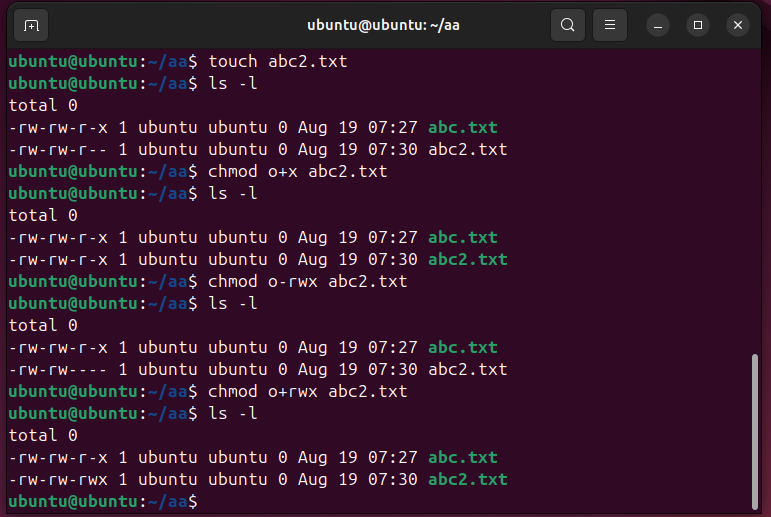 ubuntu@ubuntu: ~/aa
ubuntu@ubuntu:~/aa$ touch abc2.txt
ubuntu@ubuntu:~/aa$ ls -l
total 0
-rw-rw-r-x 1 ubuntu ubuntu 0 Aug 19 07:27 abc.txt
-rw-rw-r-- 1 ubuntu ubuntu 0 Aug 19 07:30 abc2.txt
ubuntu@ubuntu:~/aa$ chmod o+x abc2.txt
ubuntu@ubuntu:~/aa$ ls -l
total 0
-rw-rw-r-x 1 ubuntu ubuntu 0 Aug 19 07:27 abc.txt
-rw-rw-r-x 1 ubuntu ubuntu 0 Aug 19 07:30 abc2.txt
ubuntu@ubuntu:~/aa$ chmod o-rwx abc2.txt
ubuntu@ubuntu:~/aa$ ls -l
total 0
-rw-rw-r-x 1 ubuntu ubuntu 0 Aug 19 07:27 abc.txt
-rw-rw---- 1 ubuntu ubuntu 0 Aug 19 07:30 abc2.txt
ubuntu@ubuntu:~/aa$ chmod o+rwx abc2.txt
ubuntu@ubuntu:~/aa$ ls -l
total 0
-rw-rw-r-x 1 ubuntu ubuntu 0 Aug 19 07:27 abc.txt
-rw-rw-rwx 1 ubuntu ubuntu 0 Aug 19 07:30 abc2.txt
ubuntu@ubuntu:~/aa$